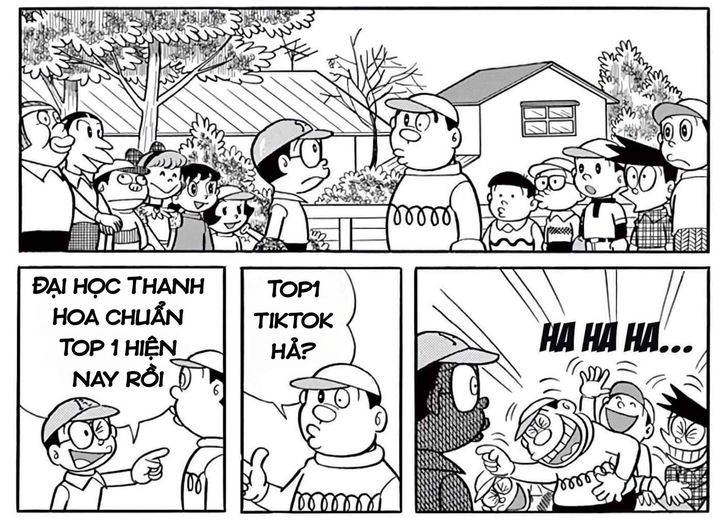 ĐẠI HỌC THANH
HOA CHUẨN
TOP 1 HIỆN
NAY RỒI
TOP1
TIKTOK
HẢ?
HA HA HA...